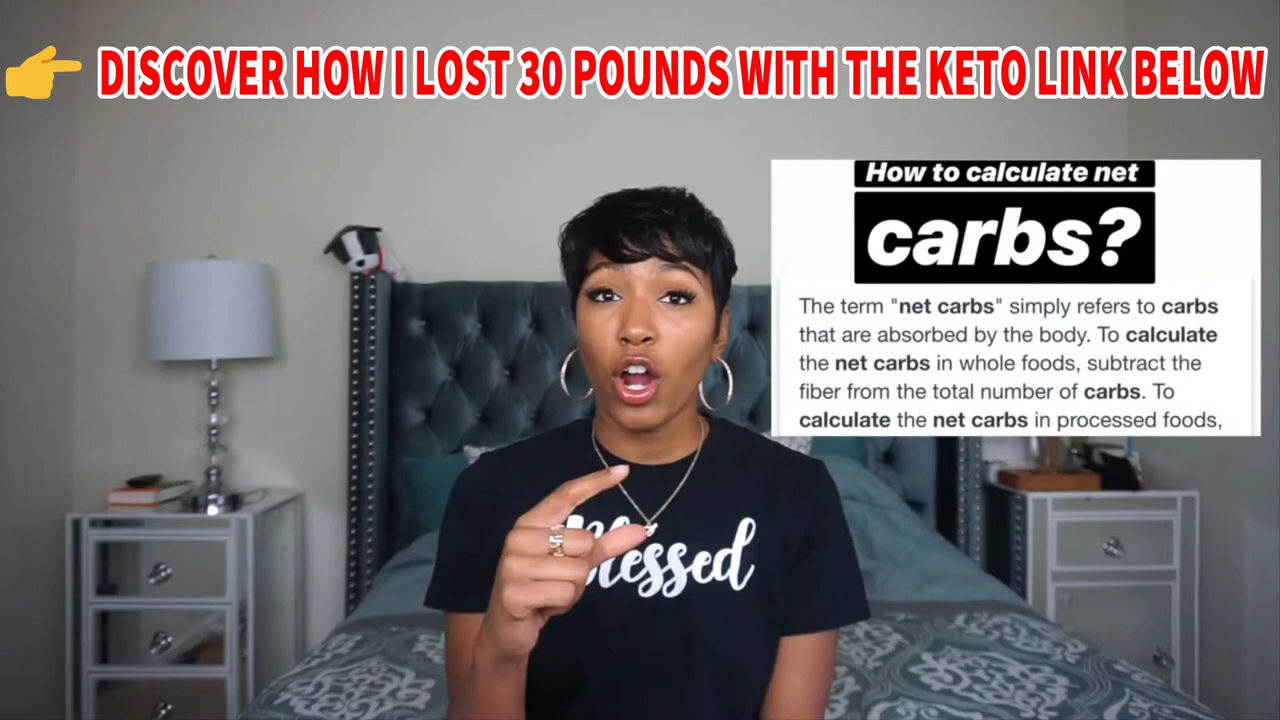 DISCOVER HOW I LOST 30 POUNDS WITH THE KETO LINK BELOW
How to calculate net
carbs?
The term "net carbs" simply refers to carbs
that are absorbed by the body. To calculate
the net carbs in whole foods, subtract the
fiber from the total number of carbs. To
calculate the net carbs in processed foods,
blessed